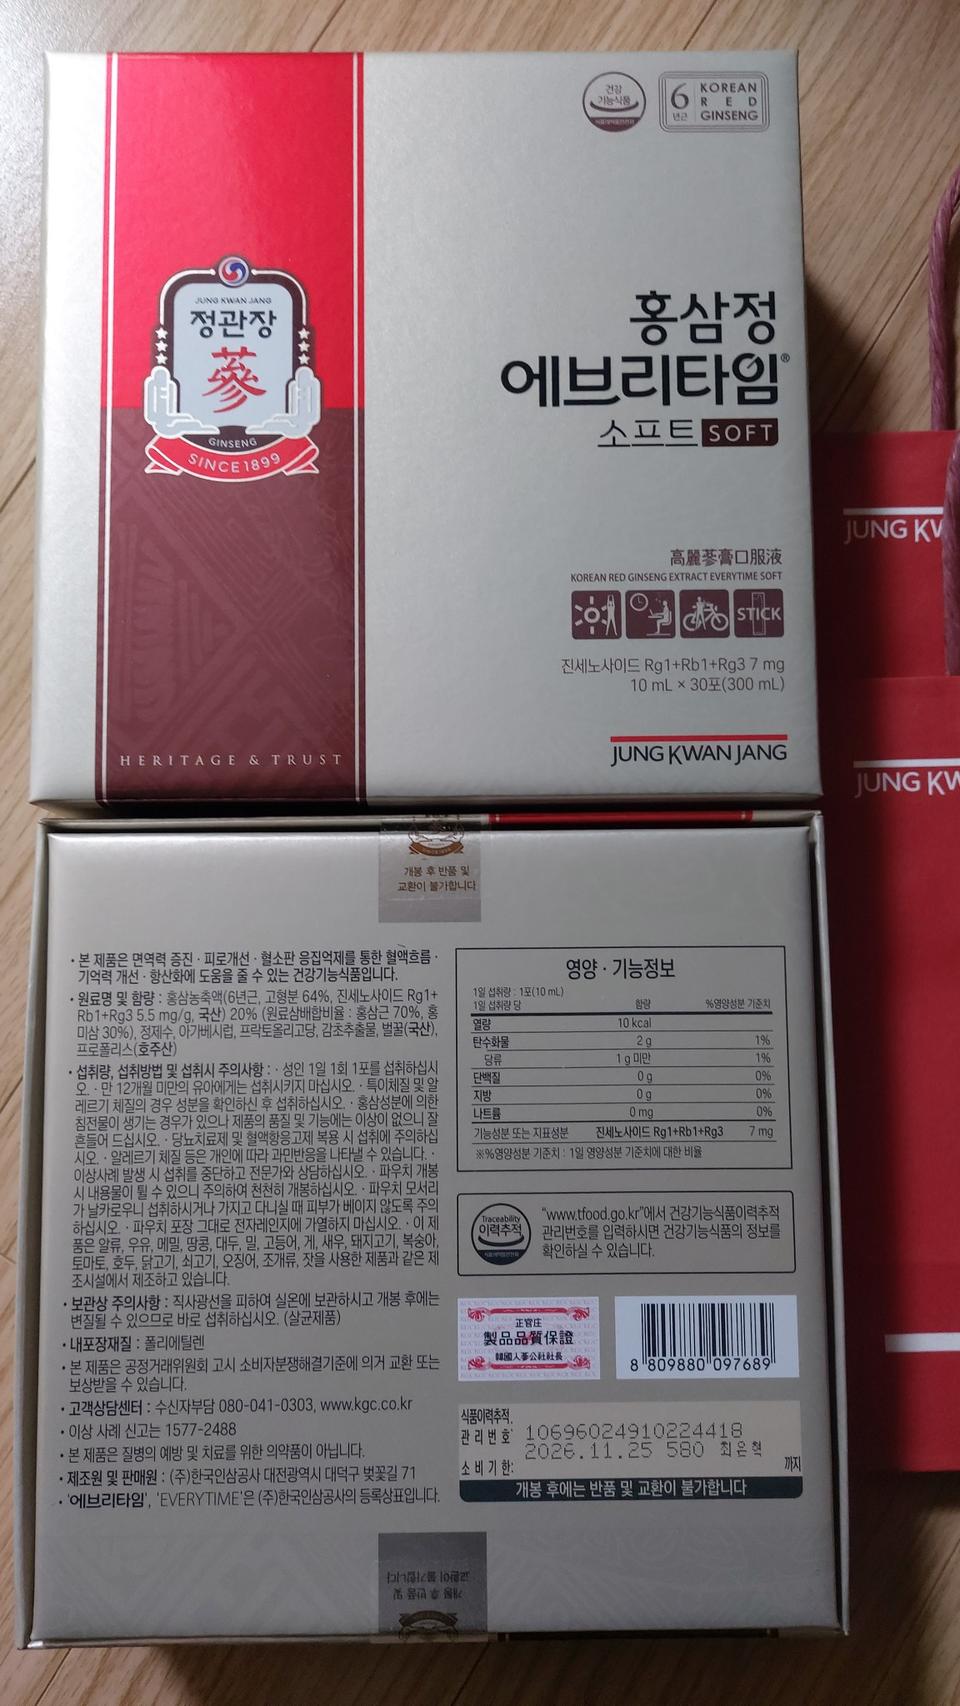 건강
기능식품
식품의약품안전처
6
년근
KOREAN
RED
GINSENG
JUNG KWAN JANG
정관장
蔘
GINSENG
SINCE 1899
홍삼정
에브리타임®
소프트 SOFT
高麗蔘膏口服液
KOREAN RED GINSENG EXTRACT EVERYTIME SOFT
STICK
진세노사이드 Rg1+Rb1+Rg3 7 mg
10 mL × 30포(300 mL)
HERITAGE & TRUST
JUNG KWAN JANG
JUNG KW
JUNG KW
개봉 후 반품 및
교환이 불가합니다
• 본 제품은 면역력 증진 · 피로개선 · 혈소판 응집억제를 통한 혈액흐름 ·
기억력 개선 · 항산화에 도움을 줄 수 있는 건강기능식품입니다.
• 원료명 및 함량 : 홍삼농축액(6년근, 고형분 64%, 진세노사이드 Rg1+
Rb1+Rg3 5.5 mg/g, 국산) 20% (원료삼배합비율 : 홍삼근 70%, 홍
미삼 30%), 정제수, 아가베시럽, 프락토올리고당, 감초추출물, 벌꿀(국산),
프로폴리스(호주산)
• 섭취량, 섭취방법 및 섭취시 주의사항 : · 성인 1일 1회 1포를 섭취하십시
오. · 만 12개월 미만의 유아에게는 섭취시키지 마십시오. · 특이체질 및 알
레르기 체질의 경우 성분을 확인하신 후 섭취하십시오. · 홍삼성분에 의한
침전물이 생기는 경우가 있으나 제품의 품질 및 기능에는 이상이 없으니 잘
흔들어 드십시오. · 당뇨치료제 및 혈액항응고제 복용 시 섭취에 주의하십
시오. · 알레르기 체질 등은 개인에 따라 과민반응을 나타낼 수 있습니다. ·
이상사례 발생 시 섭취를 중단하고 전문가와 상담하십시오. · 파우치 개봉
시 내용물이 튈 수 있으니 주의하여 천천히 개봉하십시오. · 파우치 모서리
가 날카로우니 섭취하시거나 가지고 다니실 때 피부가 베이지 않도록 주의
하십시오. · 파우치 포장 그대로 전자레인지에 가열하지 마십시오. · 이 제
품은 알류, 우유, 메밀, 땅콩, 대두, 밀, 고등어, 게, 새우, 돼지고기, 복숭아,
토마토, 호두, 닭고기, 쇠고기, 오징어, 조개류, 잣을 사용한 제품과 같은 제
조시설에서 제조하고 있습니다.
• 보관상 주의사항 : 직사광선을 피하여 실온에 보관하시고 개봉 후에는
변질될 수 있으므로 바로 섭취하십시오. (살균제품)
• 내포장재질 : 폴리에틸렌
• 본 제품은 공정거래위원회 고시 소비자분쟁해결기준에 의거 교환 또는
보상받을 수 있습니다.
• 고객상담센터 : 수신자부담 080-041-0303, www.kgc.co.kr
• 이상 사례 신고는 1577-2488
• 본 제품은 질병의 예방 및 치료를 위한 의약품이 아닙니다.
• 제조원 및 판매원 : (주)한국인삼공사 대전광역시 대덕구 벚꽃길 71
• '에브리타임', 'EVERYTIME'은 (주)한국인삼공사의 등록상표입니다.
영양 · 기능정보
1일 섭취량 : 1포(10 mL)
1일 섭취량 당 함량 %영양성분 기준치
열량 10 kcal
탄수화물 2 g 1%
당류 1 g 미만 1%
단백질 0 g 0%
지방 0 g 0%
나트륨 0 mg 0%
기능성분 또는 지표성분 진세노사이드 Rg1+Rb1+Rg3 7 mg
※%영양성분 기준치 : 1일 영양성분 기준치에 대한 비율
Traceability
이력추적
식품의약품안전처
"www.tfood.go.kr"에서 건강기능식품이력추적
관리번호를 입력하시면 건강기능식품의 정보를
확인하실 수 있습니다.
正官庄
製品品質保證
韓國人蔘公社社長
8 809880 097689
식품이력추적
관리번호: 10696024910224418
2026.11.25 580 최은혁
소비기한: 까지
개봉 후에는 반품 및 교환이 불가합니다
개봉 후 반품 및
교환이 불가합니다